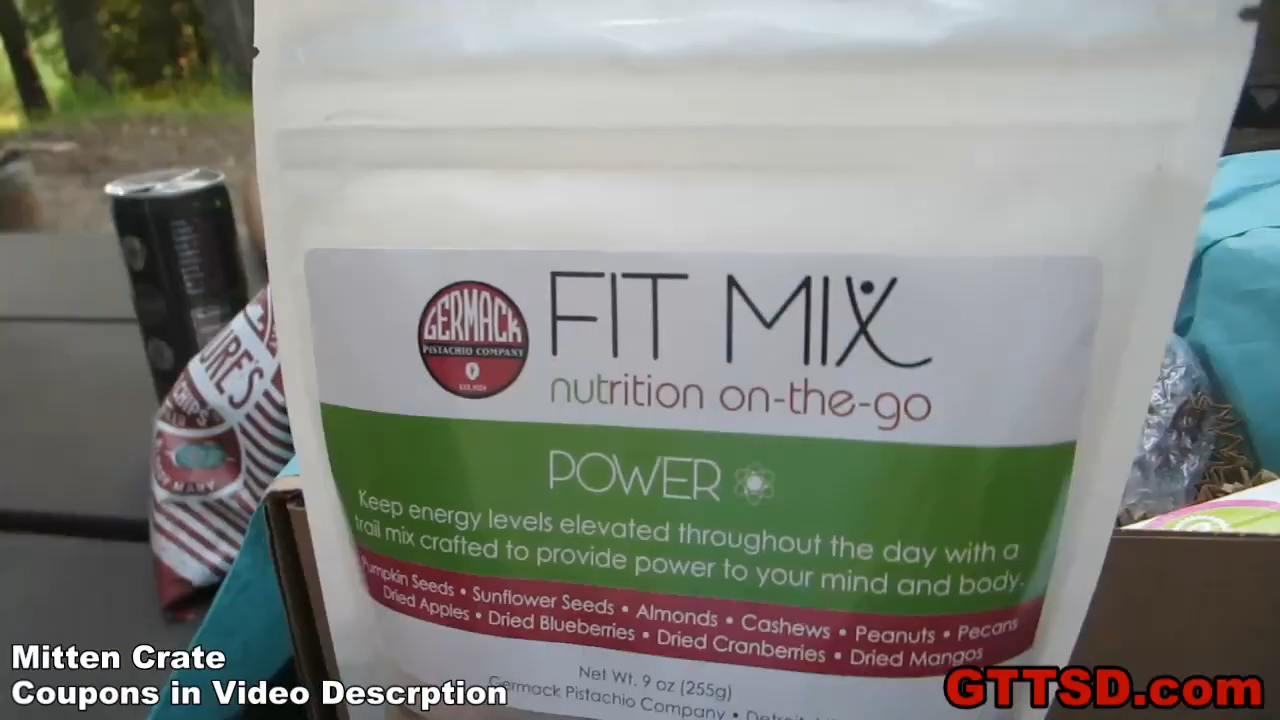 FIT MIX
GERMACK
PISTACHIO COMPANY
nutrition on-the-go
POWER
Keep energy levels elevated throughout the day with a
trail mix crafted to provide power to your mind and body.
Pumpkin Seeds • Sunflower Seeds • Almonds • Cashews • Peanuts • Pecans
Dried Apples • Dried Blueberries • Dried Cranberries • Dried Mangos
Net Wt. 9 oz (255g)
Germack Pistachio Company • Detroit
URE'S
Mitten Crate
Coupons in Video Descrption
GTTSD.com